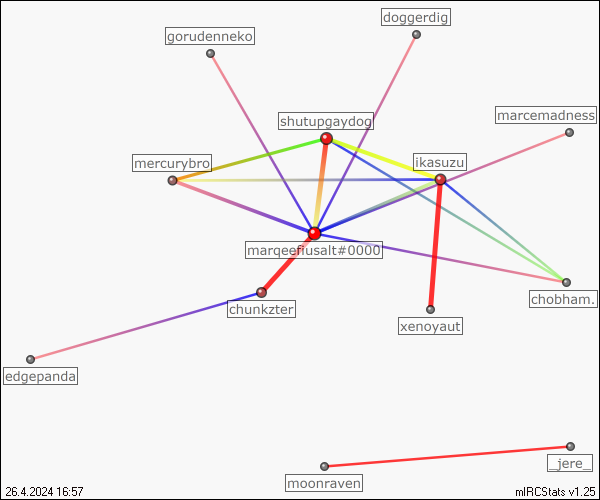 doggerdig
gorudenneko
marcemadness
shutupgaydog
mercurybro
ikasuzu
marqeeffusalt#0000
chobham.
chunkzter
xenoyaut
edgepanda
_jere_
moonraven
26.4.2024 16:57
mIRCStats v1.25